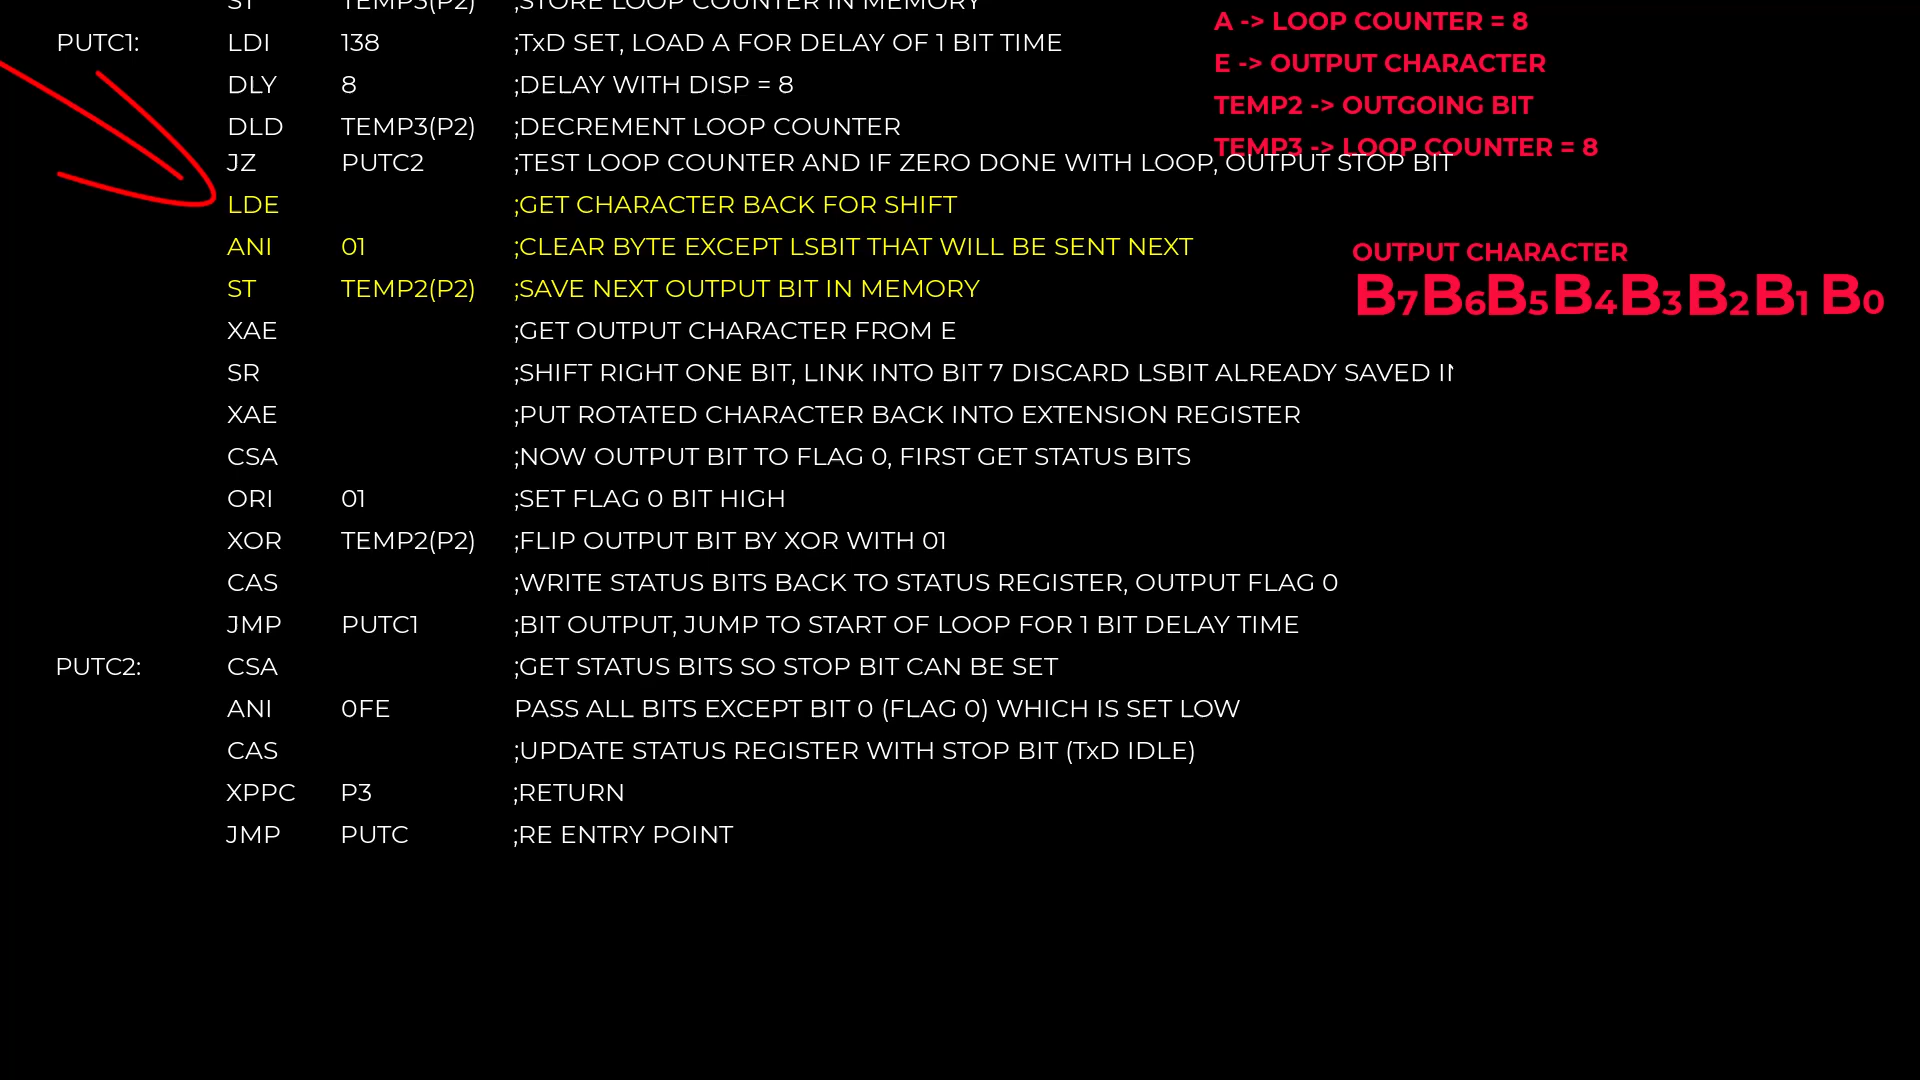 ST TEMP3(P2) ;STORE LOOP COUNTER IN MEMORY
PUTC1: LDI 138 ;TxD SET, LOAD A FOR DELAY OF 1 BIT TIME
DLY 8 ;DELAY WITH DISP = 8
DLD TEMP3(P2) ;DECREMENT LOOP COUNTER
JZ PUTC2 ;TEST LOOP COUNTER AND IF ZERO DONE WITH LOOP, OUTPUT STOP BIT
LDE ;GET CHARACTER BACK FOR SHIFT
ANI 01 ;CLEAR BYTE EXCEPT LSBIT THAT WILL BE SENT NEXT
ST TEMP2(P2) ;SAVE NEXT OUTPUT BIT IN MEMORY
XAE ;GET OUTPUT CHARACTER FROM E
SR ;SHIFT RIGHT ONE BIT, LINK INTO BIT 7 DISCARD LSBIT ALREADY SAVED
XAE ;PUT ROTATED CHARACTER BACK INTO EXTENSION REGISTER
CSA ;NOW OUTPUT BIT TO FLAG 0, FIRST GET STATUS BITS
ORI 01 ;SET FLAG 0 BIT HIGH
XOR TEMP2(P2) ;FLIP OUTPUT BIT BY XOR WITH 01
CAS ;WRITE STATUS BITS BACK TO STATUS REGISTER, OUTPUT FLAG 0
JMP PUTC1 ;BIT OUTPUT, JUMP TO START OF LOOP FOR 1 BIT DELAY TIME
PUTC2: CSA ;GET STATUS BITS SO STOP BIT CAN BE SET
ANI 0FE PASS ALL BITS EXCEPT BIT 0 (FLAG 0) WHICH IS SET LOW
CAS ;UPDATE STATUS REGISTER WITH STOP BIT (TxD IDLE)
XPPC P3 ;RETURN
JMP PUTC ;RE ENTRY POINT
A -> LOOP COUNTER = 8
E -> OUTPUT CHARACTER
TEMP2 -> OUTGOING BIT
TEMP3 -> LOOP COUNTER = 8
OUTPUT CHARACTER
B7B6B5B4B3B2B1 B0